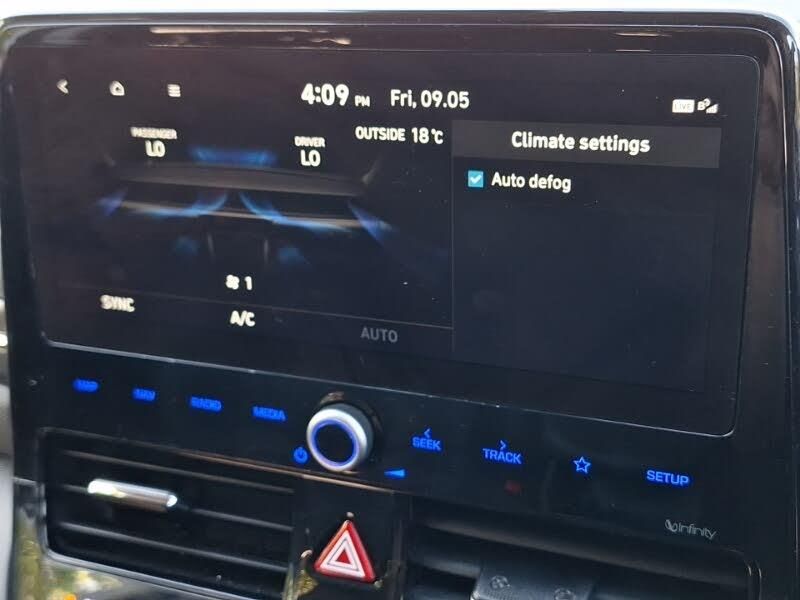 4:09 PM Fri, 09.05
LIVE
PASSENGER
LO
DRIVER
LO
OUTSIDE 18°C
Climate settings
Auto defog
1
SYNC
A/C
AUTO
MAP
NAV
RADIO
MEDIA
SEEK
TRACK
SETUP
Infinity